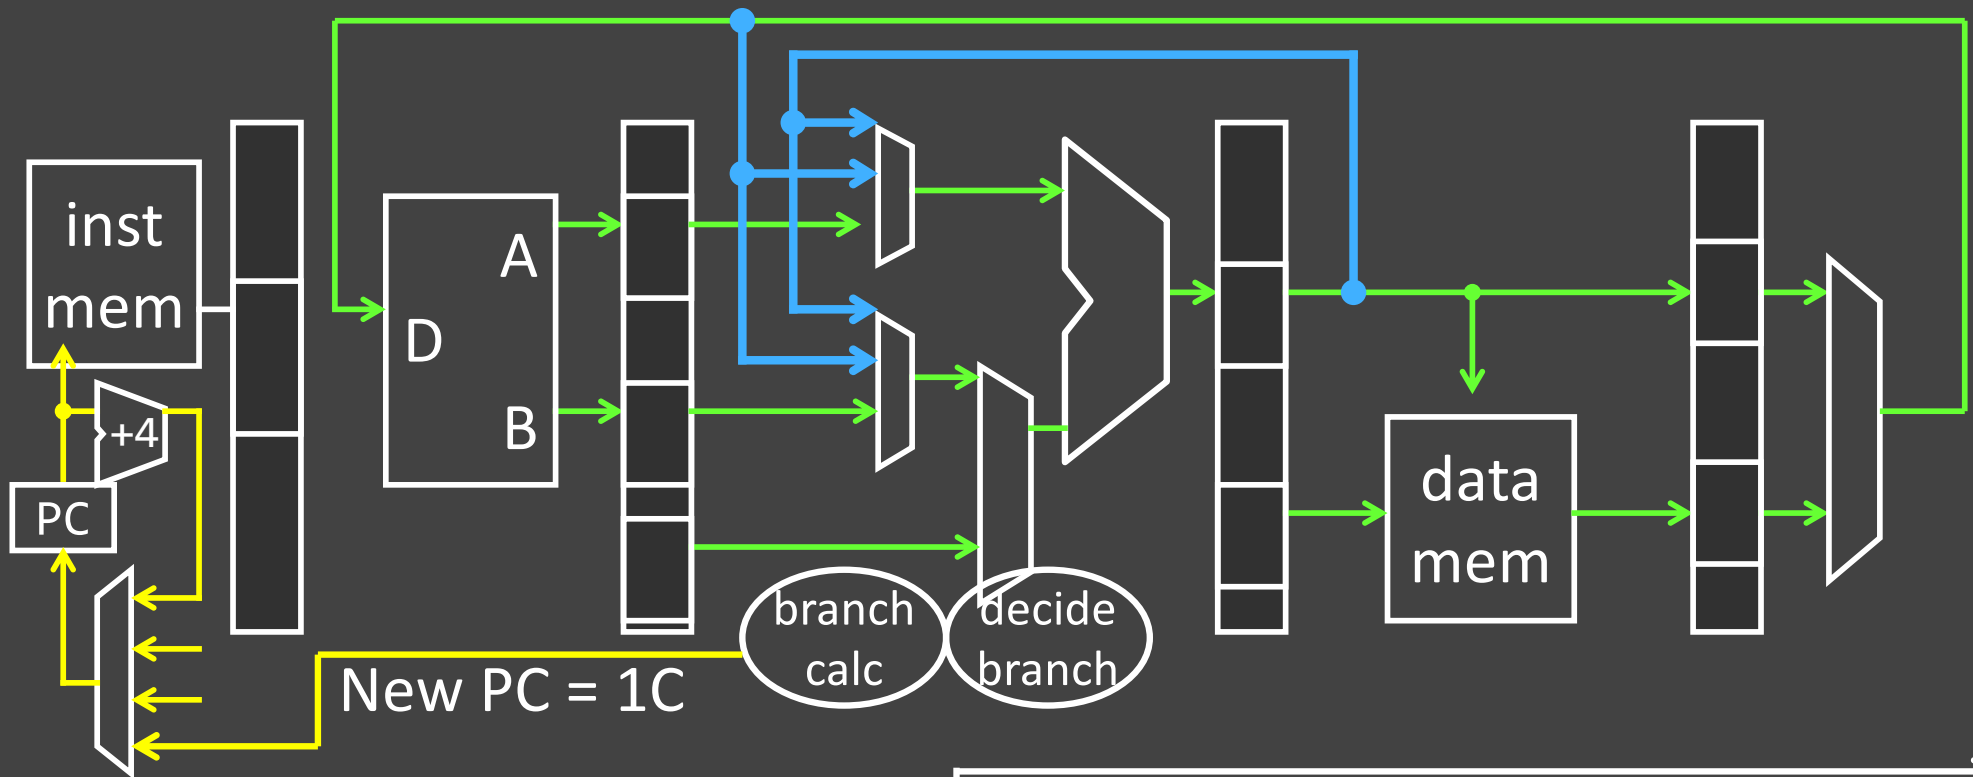 inst
mem
+4
PC
A
D
B
branch
calc
decide
branch
New PC = 1C
data
mem